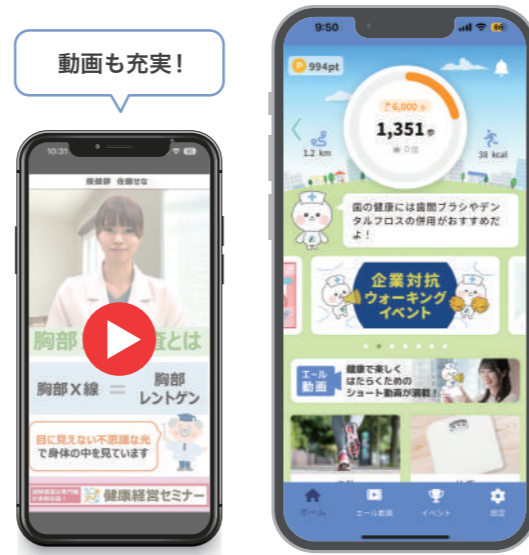 動画も充実!
10:31
保健師 佐藤せな
胸部
査とは
胸部X線 = 胸部
レントゲン
目に見えない不思議な光
で身体の中を見ています
健康経営セミナー
9:50
P 994pt
6,000 歩
1,351 歩
1.2 km
38 kcal
歯の健康には歯間ブラシやデン
タルフロスの併用がおすすめだ
よ!
企業対抗
ウォーキング
イベント
エール
動画
健康で楽しく
はたらくための
ショート動画が満載!
ホーム
エール動画
イベント
設定